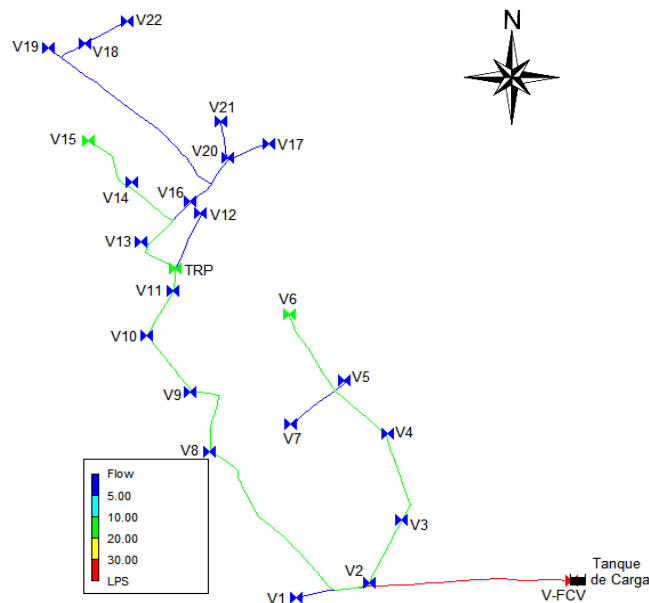 V22
N
V19
V18
V21
V15
V20
V17
V14
V16
V12
V13
TRP
V11
V6
V10
V5
V9
V7
V4
V8
Flow
5.00
10.00
20.00
30.00
LPS
V3
V2
Tanque
de Carga
V1
V-FCV